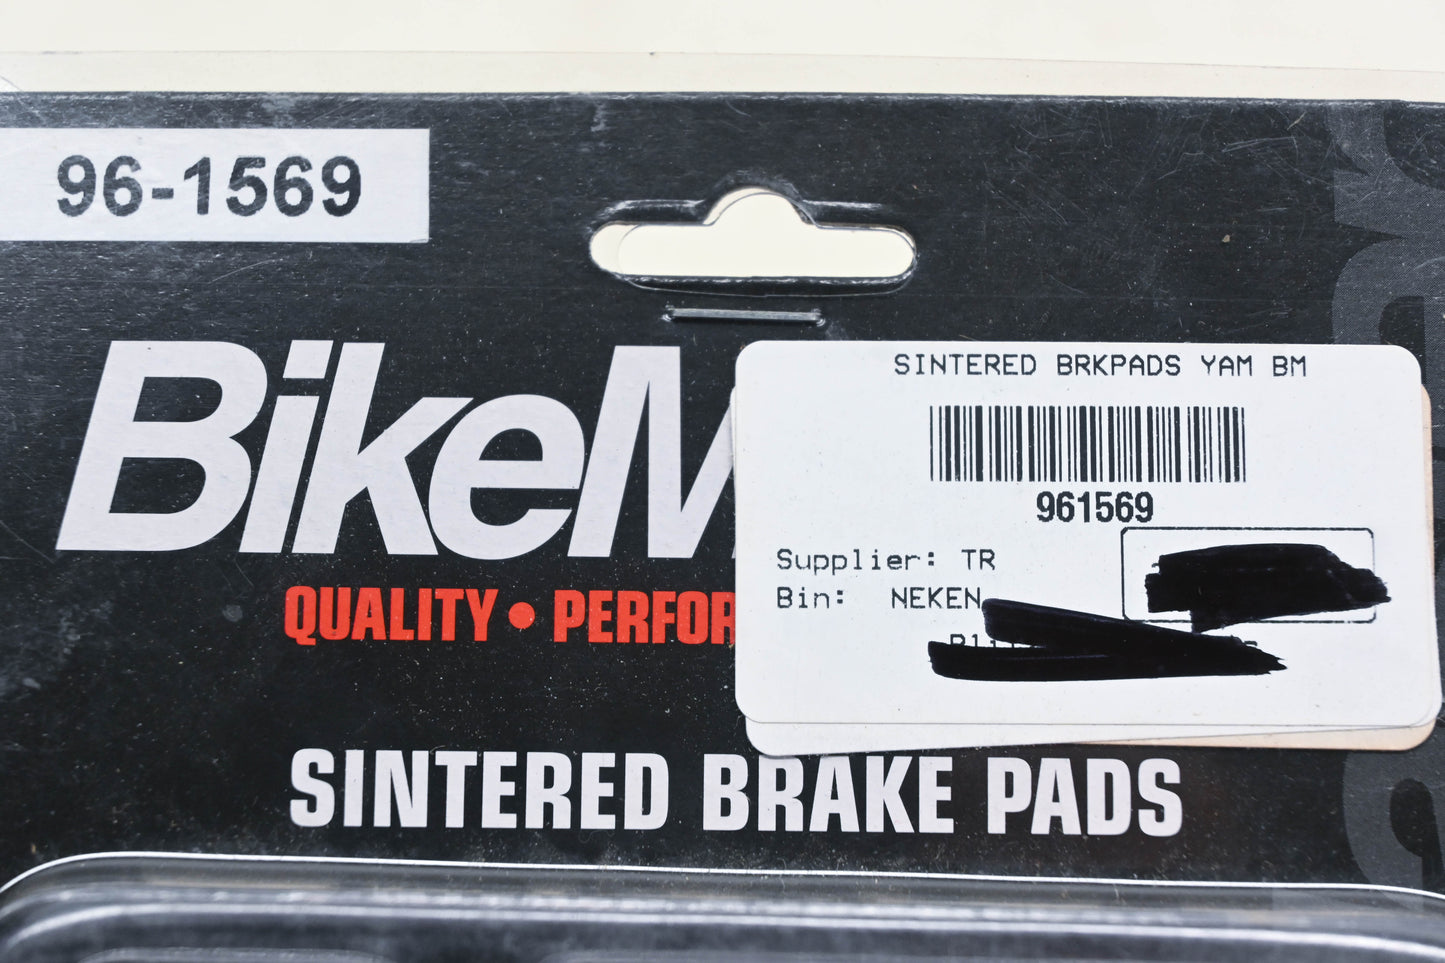 96-1569
BikeM
QUALITY • PERFOR
SINTERED BRKPADS YAM BM
961569
Supplier: TR
Bin: NEKEN
SINTERED BRAKE PADS